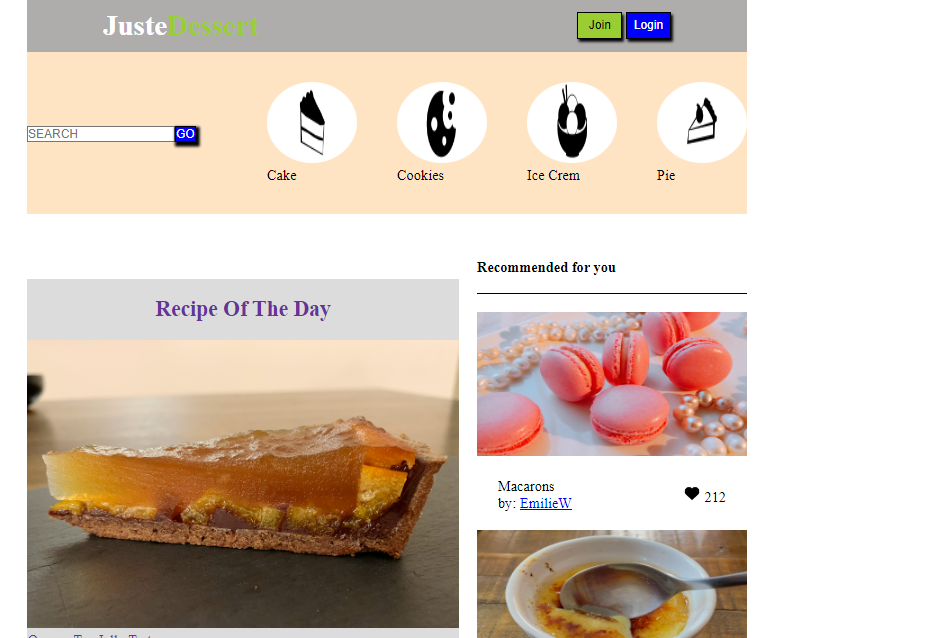 JusteDessert
Join
Login
SEARCH
GO
Cake
Cookies
Ice Crem
Pie
Recommended for you
Recipe Of The Day
Macarons
by: EmilieW
212